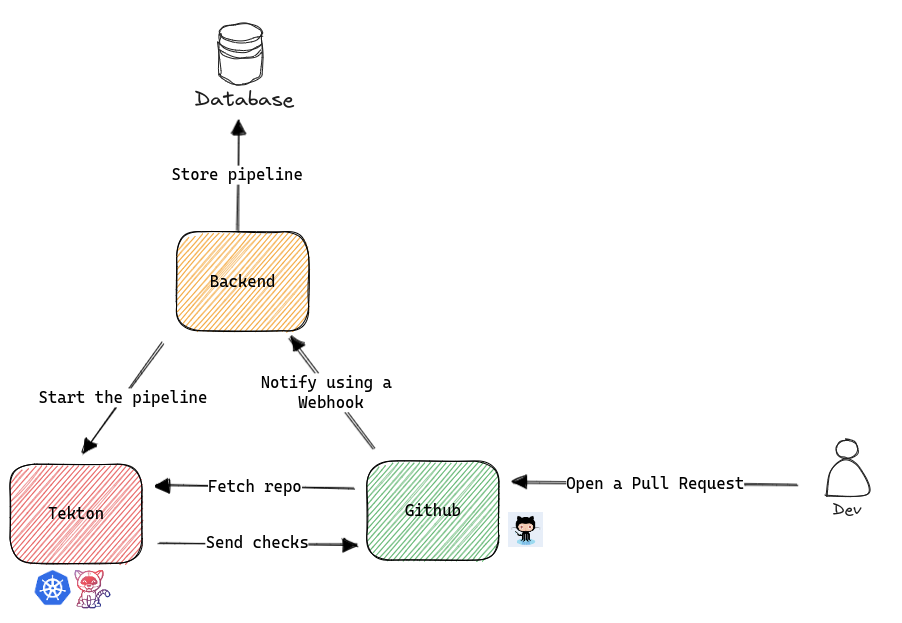 Database
Store pipeline
Backend
Notify using a
Webhook
Start the pipeline
Fetch repo
Open a Pull Request
Tekton
Github
Dev
Send checks